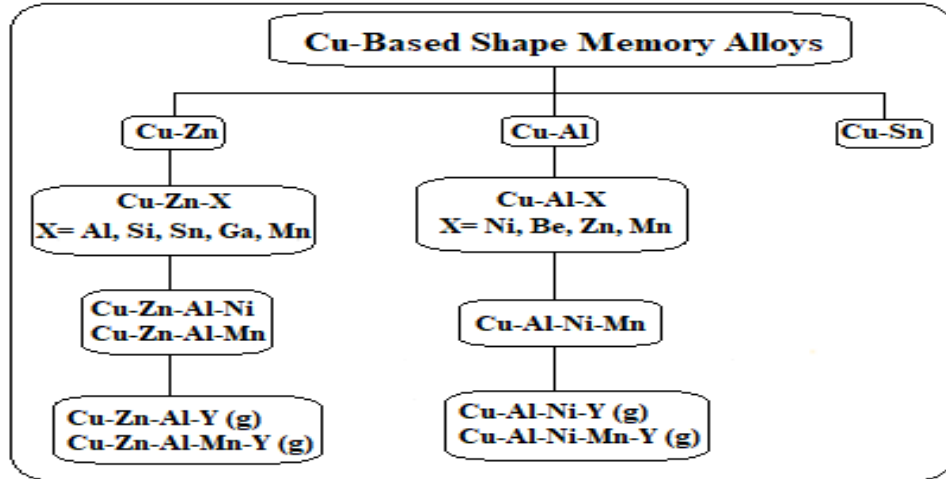 Cu-Based Shape Memory Alloys
Cu-Zn
Cu-Al
Cu-Sn
Cu-Zn-X
X= Al, Si, Sn, Ga, Mn
Cu-Al-X
X= Ni, Be, Zn, Mn
Cu-Zn-Al-Ni
Cu-Zn-Al-Mn
Cu-Al-Ni-Mn
Cu-Zn-Al-Y (g)
Cu-Zn-Al-Mn-Y (g)
Cu-Al-Ni-Y (g)
Cu-Al-Ni-Mn-Y (g)